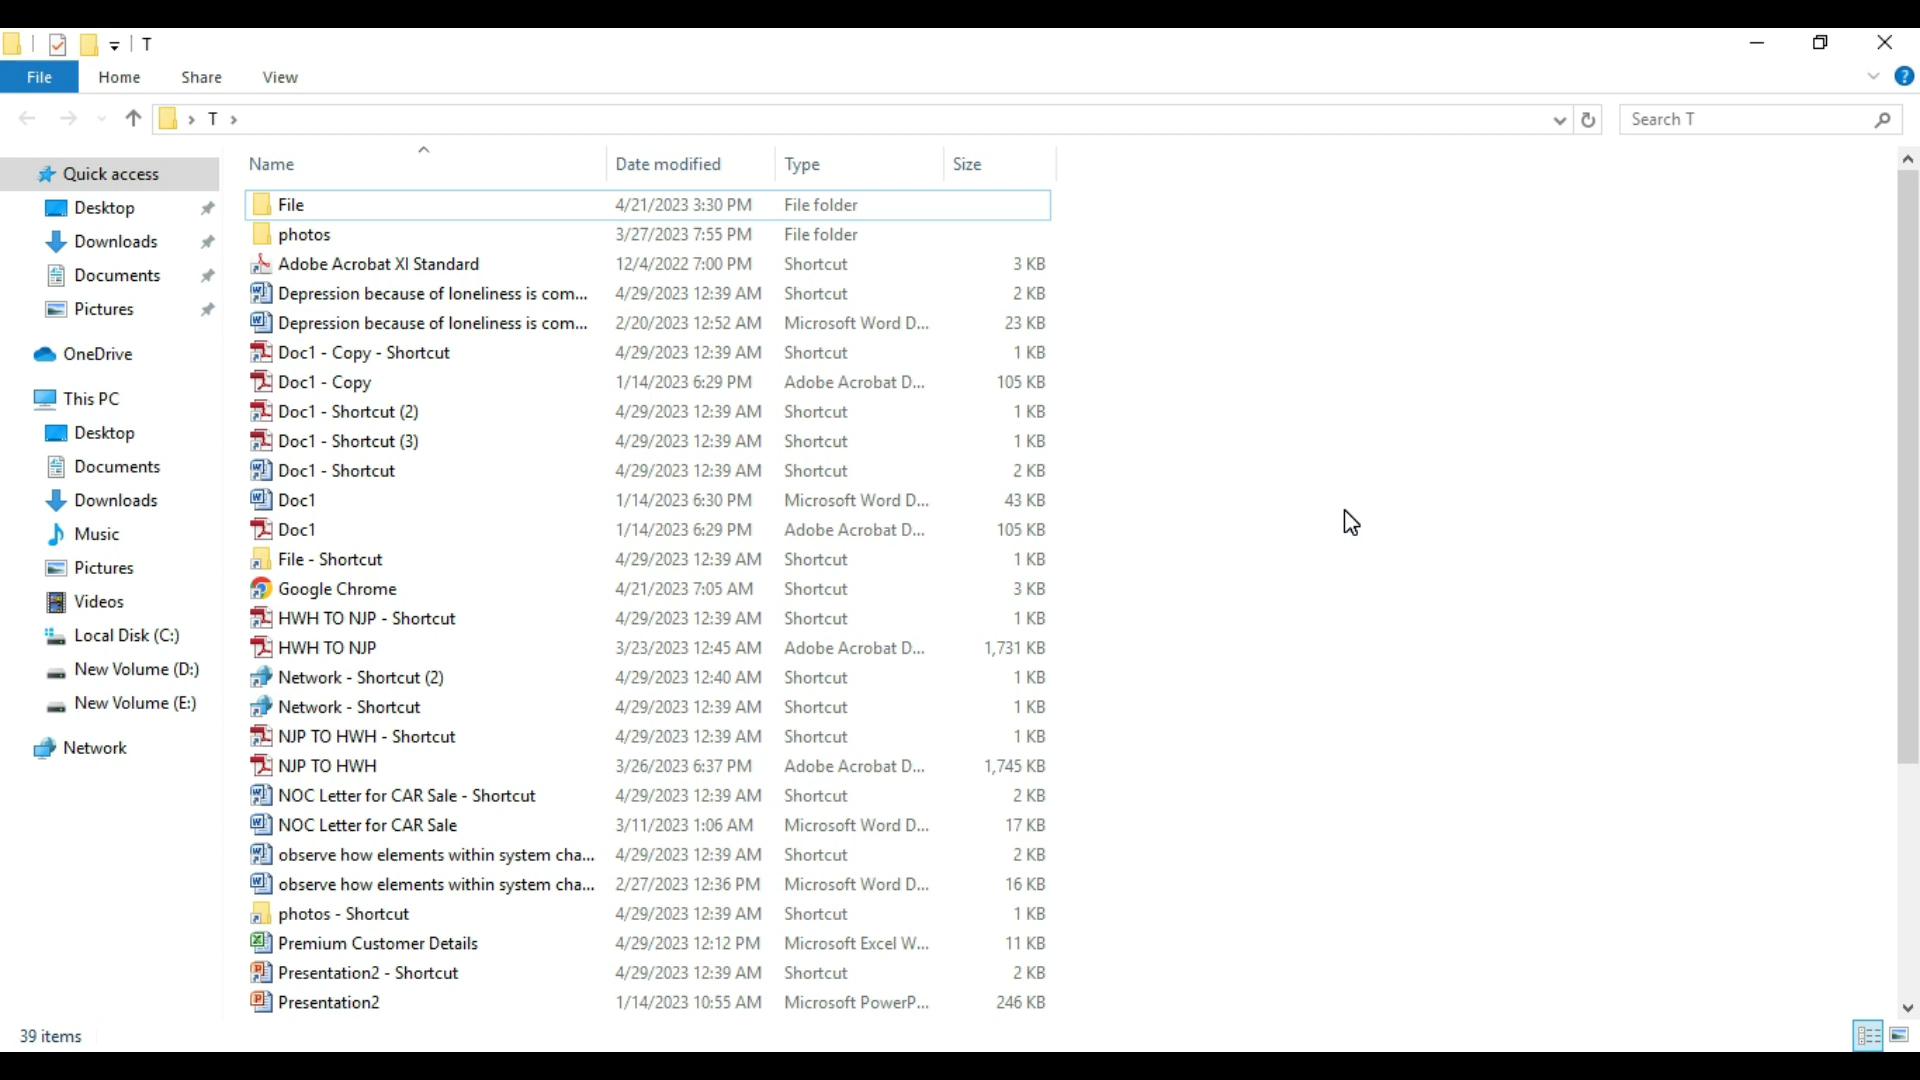 T
File Home Share View
T
Search T
Name Date modified Type Size
Quick access
Desktop
Downloads
Documents
Pictures
OneDrive
This PC
Desktop
Documents
Downloads
Music
Pictures
Videos
Local Disk (C:)
New Volume (D:)
New Volume (E:)
Network
File 4/21/2023 3:30 PM File folder
photos 3/27/2023 7:55 PM File folder
Adobe Acrobat XI Standard 12/4/2022 7:00 PM Shortcut 3 KB
Depression because of loneliness is com... 4/29/2023 12:39 AM Shortcut 2 KB
Depression because of loneliness is com... 2/20/2023 12:52 AM Microsoft Word D... 23 KB
Doc1 - Copy - Shortcut 4/29/2023 12:39 AM Shortcut 1 KB
Doc1 - Copy 1/14/2023 6:29 PM Adobe Acrobat D... 105 KB
Doc1 - Shortcut (2) 4/29/2023 12:39 AM Shortcut 1 KB
Doc1 - Shortcut (3) 4/29/2023 12:39 AM Shortcut 1 KB
Doc1 - Shortcut 4/29/2023 12:39 AM Shortcut 2 KB
Doc1 1/14/2023 6:30 PM Microsoft Word D... 43 KB
Doc1 1/14/2023 6:29 PM Adobe Acrobat D... 105 KB
File - Shortcut 4/29/2023 12:39 AM Shortcut 1 KB
Google Chrome 4/21/2023 7:05 AM Shortcut 3 KB
HWH TO NJP - Shortcut 4/29/2023 12:39 AM Shortcut 1 KB
HWH TO NJP 3/23/2023 12:45 AM Adobe Acrobat D... 1,731 KB
Network - Shortcut (2) 4/29/2023 12:40 AM Shortcut 1 KB
Network - Shortcut 4/29/2023 12:39 AM Shortcut 1 KB
NJP TO HWH - Shortcut 4/29/2023 12:39 AM Shortcut 1 KB
NJP TO HWH 3/26/2023 6:37 PM Adobe Acrobat D... 1,745 KB
NOC Letter for CAR Sale - Shortcut 4/29/2023 12:39 AM Shortcut 2 KB
NOC Letter for CAR Sale 3/11/2023 1:06 AM Microsoft Word D... 17 KB
observe how elements within system cha... 4/29/2023 12:39 AM Shortcut 2 KB
observe how elements within system cha... 2/27/2023 12:36 PM Microsoft Word D... 16 KB
photos - Shortcut 4/29/2023 12:39 AM Shortcut 1 KB
Premium Customer Details 4/29/2023 12:12 PM Microsoft Excel W... 11 KB
Presentation2 - Shortcut 4/29/2023 12:39 AM Shortcut 2 KB
Presentation2 1/14/2023 10:55 AM Microsoft PowerP... 246 KB
39 items